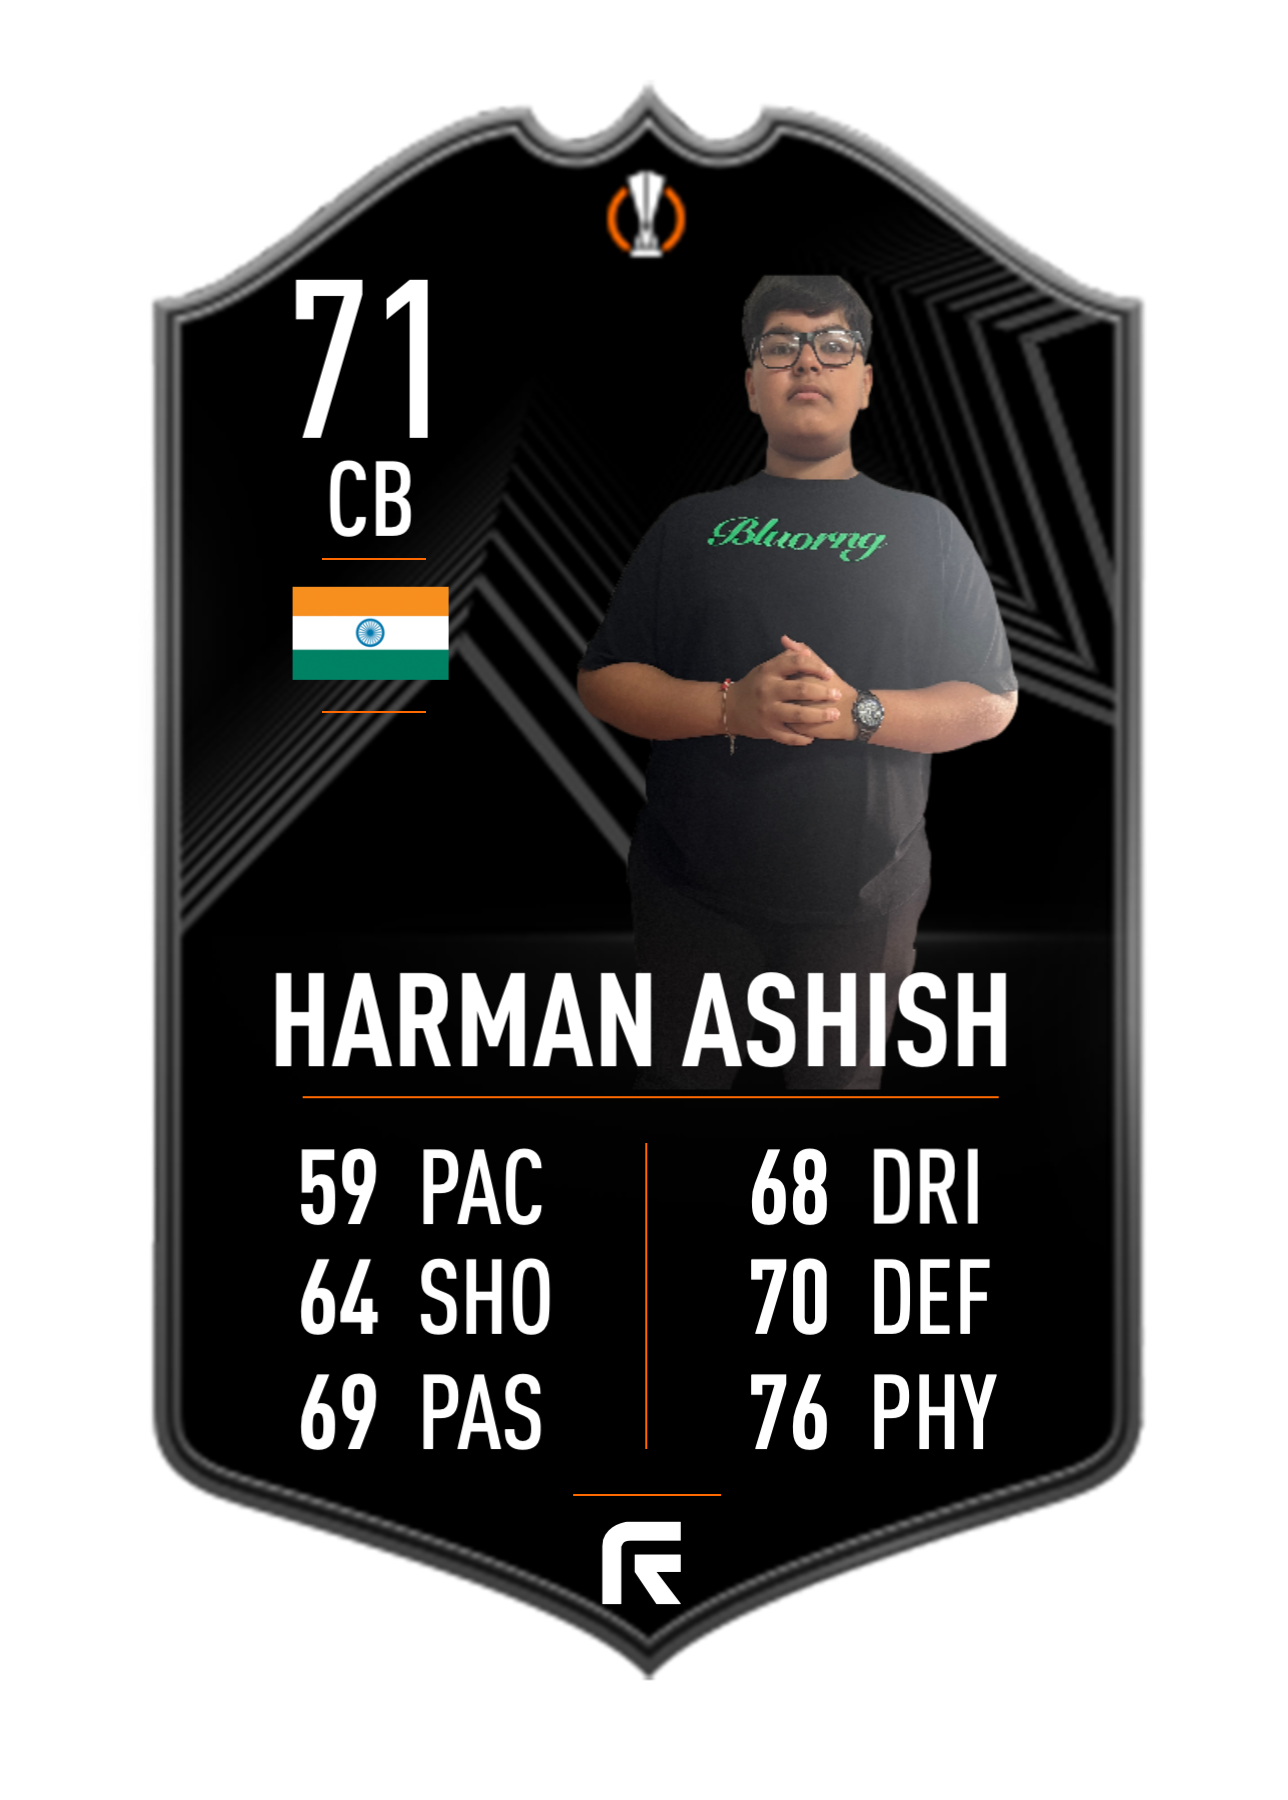 71
CB
Bluorng
HARMAN ASHISH
59 PAC
68 DRI
64 SHO
70 DEF
69 PAS
76 PHY